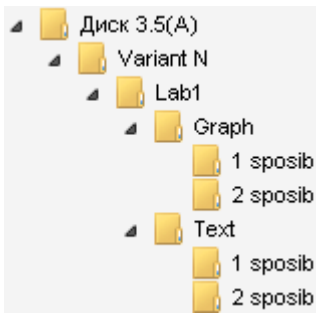 Диск 3.5(A)
Variant N
Lab1
Graph
1 sposib
2 sposib
Text
1 sposib
2 sposib